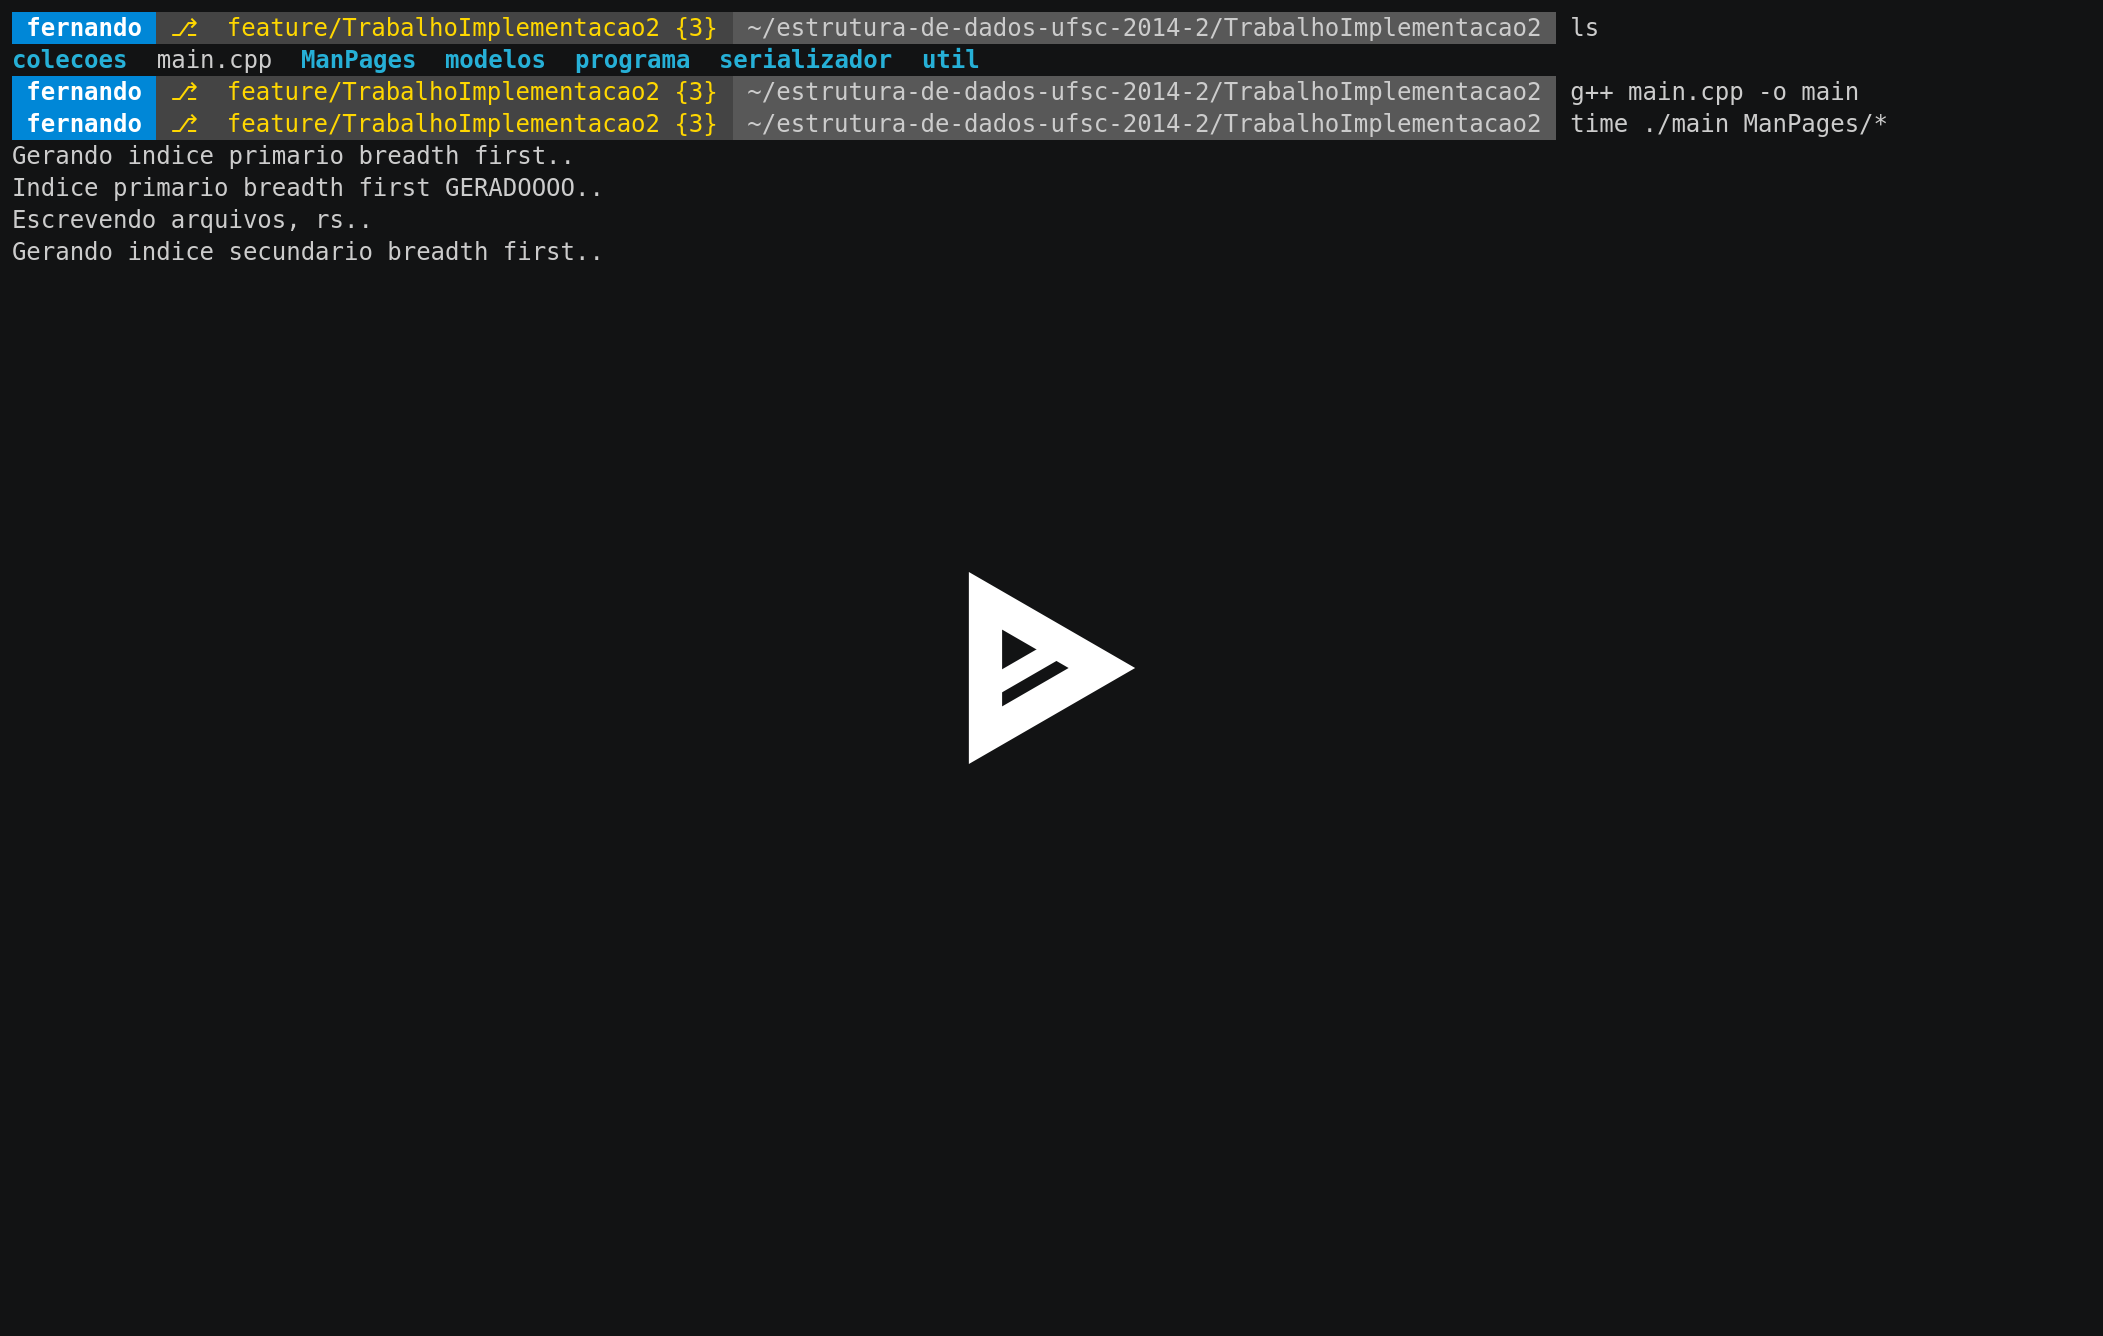 fernando ⎇ feature/TrabalhoImplementacao2 {3} ~/estrutura-de-dados-ufsc-2014-2/TrabalhoImplementacao2 ls
colecoes main.cpp ManPages modelos programa serializador util
fernando ⎇ feature/TrabalhoImplementacao2 {3} ~/estrutura-de-dados-ufsc-2014-2/TrabalhoImplementacao2 g++ main.cpp -o main
fernando ⎇ feature/TrabalhoImplementacao2 {3} ~/estrutura-de-dados-ufsc-2014-2/TrabalhoImplementacao2 time ./main ManPages/*
Gerando indice primario breadth first..
Indice primario breadth first GERADOOOO..
Escrevendo arquivos, rs..
Gerando indice secundario breadth first..